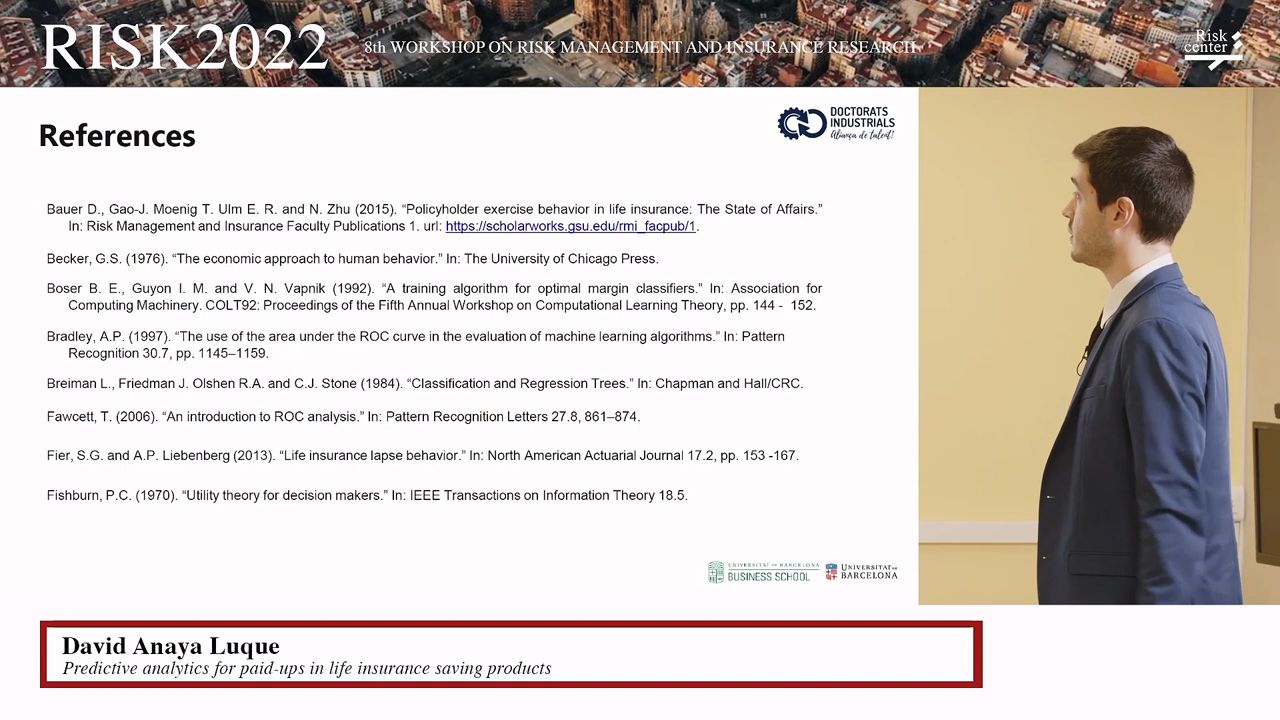 RISK2022
8th WORKSHOP ON RISK MANAGEMENT AND INSURANCE RESEARCH
Risk
center
References
DOCTORATS
INDUSTRIALS
Aliança de talent!
Bauer D., Gao-J. Moenig T. Ulm E. R. and N. Zhu (2015). “Policyholder exercise behavior in life insurance: The State of Affairs.”
In: Risk Management and Insurance Faculty Publications 1. url: https://scholarworks.gsu.edu/rmi_facpub/1.
Becker, G.S. (1976). “The economic approach to human behavior.” In: The University of Chicago Press.
Boser B. E., Guyon I. M. and V. N. Vapnik (1992). “A training algorithm for optimal margin classifiers.” In: Association for
Computing Machinery. COLT92: Proceedings of the Fifth Annual Workshop on Computational Learning Theory, pp. 144 - 152.
Bradley, A.P. (1997). “The use of the area under the ROC curve in the evaluation of machine learning algorithms.” In: Pattern
Recognition 30.7, pp. 1145–1159.
Breiman L., Friedman J. Olshen R.A. and C.J. Stone (1984). “Classification and Regression Trees.” In: Chapman and Hall/CRC.
Fawcett, T. (2006). “An introduction to ROC analysis.” In: Pattern Recognition Letters 27.8, 861–874.
Fier, S.G. and A.P. Liebenberg (2013). “Life insurance lapse behavior.” In: North American Actuarial Journal 17.2, pp. 153 -167.
Fishburn, P.C. (1970). “Utility theory for decision makers.” In: IEEE Transactions on Information Theory 18.5.
UNIVERSITAT DE BARCELONA
BUSINESS SCHOOL
UNIVERSITAT DE
BARCELONA
David Anaya Luque
Predictive analytics for paid-ups in life insurance saving products